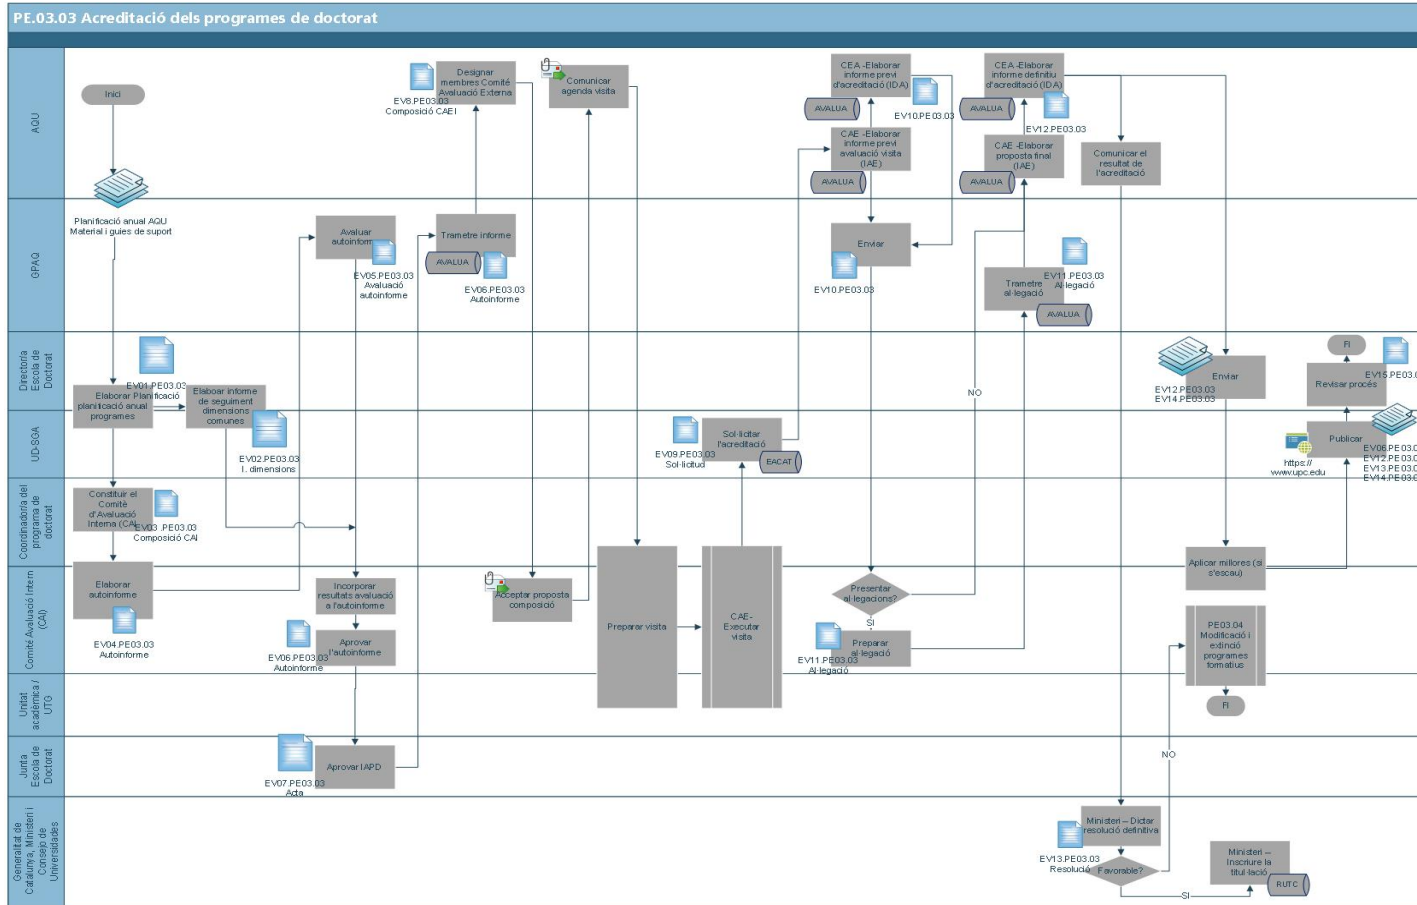 PE.03.03 Acreditació dels programes de doctorat
AQU
Inici
Planificació anual AQU
Material i guies de suport
EV8.PE03.03
Composició CAE I
Designar
membres Comité
Avaluació Externa
Comunicar
agenda visita
CEA -Elaborar
informe previ
d'acreditació (IDA)
AVALUA
EV10.PE03.03
CAE -Elaborar
informe previ
avaluació visita
(IAE)
AVALUA
CEA -Elaborar
informe definitiu
d'acreditació (IDA)
AVALUA
EV12.PE03.03
CAE -Elaborar
proposta final
(IAE)
AVALUA
Comunicar el
resultat de
l'acreditació
GPAQ
Avaluar
EV05.PE03.03
Avaluació
autoinforme
Trametre informe
AVALUA
EV06.PE03.03
Autoinforme
Enviar
EV10.PE03.03
Trametre
al·legació
EV11.PE03.03
Al·legació
AVALUA
Director/a
Escola de
Doctorat
EV01.PE03.03
Planificació
Elaborar
planificació anual
programes
Elaboar informe
de seguiment
dimensions
comunes
EV02.PE03.03
I. dimensions
NO
EV12.PE03.03
EV14.PE03.03
Enviar
FI
Revisar procés
UD-SGA
EV09.PE03.03
Sol·licitud
Sol·licitar
l'acreditació
EACAT
https://
www.upc.edu
Publicar
Coordinador/a del
programa de
doctorat
Constituir el
Comitè
d'Avaluació
Interna (CAI
EV03 .PE03.03
Composició CAI
Aplicar millores (si
s'escau)
Comité Avaluació Intern
(CAI)
Elaborar
autoinforme
EV04.PE03.03
Autoinforme
Incorporar
resultats avaluació
a l'autoinforme
EV06.PE03.03
Autoinforme
Aprovar
l'autoinforme
Acceptar proposta
composició
Preparar visita
CAE-
Executar
visita
Presentar
al·legacions?
SI
EV11.PE03.03
Al·legació
Preparar
al·legació
PE03.04
Modificació i
extinció
programes
formatius
Unitat
acadèmica /
UTG
FI
Junta
Escola de
Doctorat
EV07.PE03.03
Acta
Aprovar IAPD
NO
Generalitat de
Catalunya, Ministeri i
Consejo de
Universidades
Ministeri – Dictar
resolució definitiva
EV13.PE03.03
Resolució
Favorable?
SI
Ministeri –
Inscriure la
titul·lació
RUTC